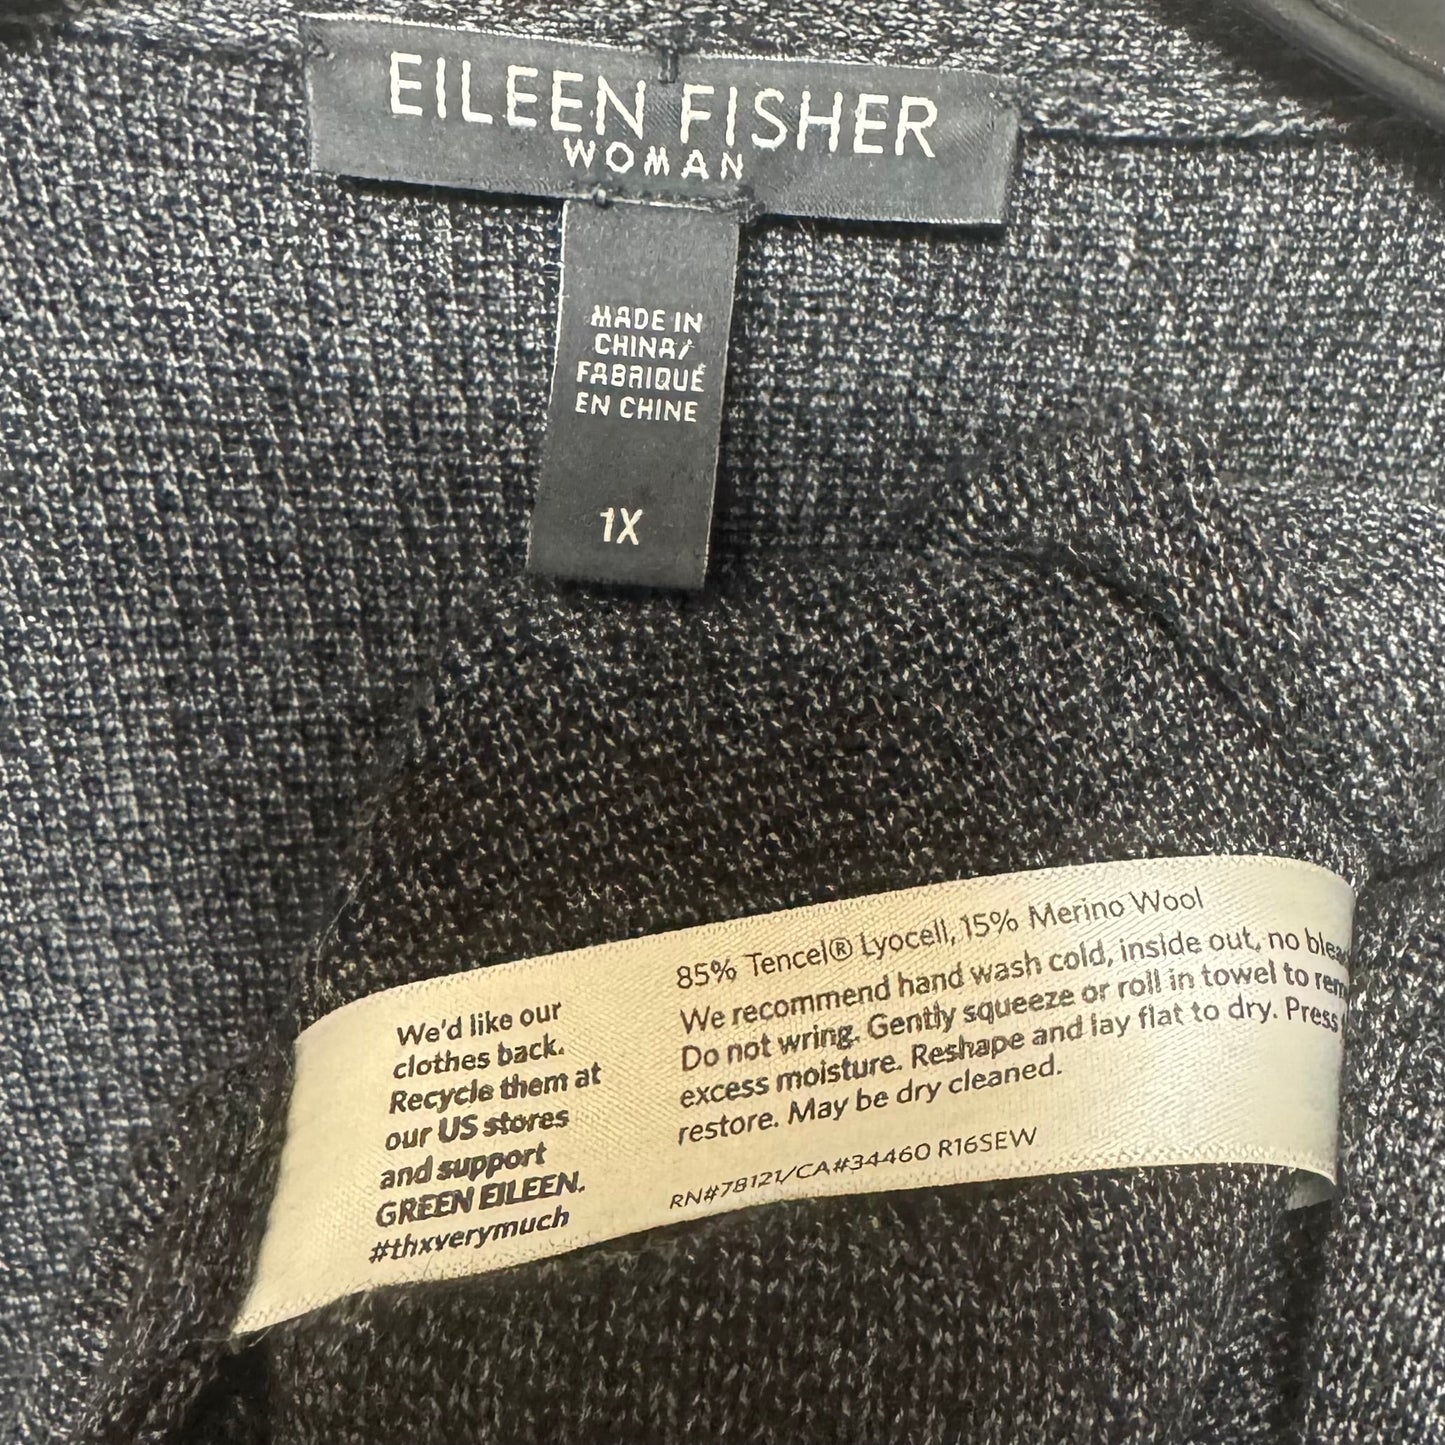 EILEEN FISHER
WOMAN
MADE IN
CHINA/
FABRIQUÉ
EN CHINE
1X
We'd like our
clothes back.
Recycle them at
our US stores
and support
GREEN EILEEN.
#thxverymuch
85% Tencel® Lyocell, 15% Merino Wool
We recommend hand wash cold, inside out, no
Do not wring. Gently squeeze or roll in towel to
excess moisture. Reshape and lay flat to dry. Press
restore. May be dry cleaned.
RN#78121/CA#34460 R16SEW